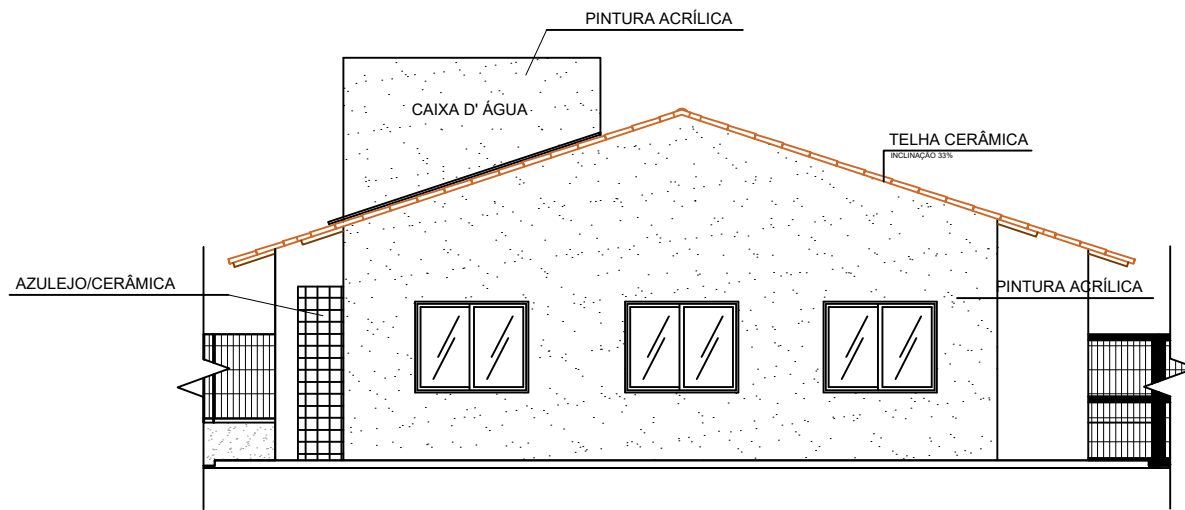 PINTURA ACRÍLICA
CAIXA D' ÁGUA
TELHA CERÂMICA
INCLINAÇÃO 33%
AZULEJO/CERÂMICA
PINTURA ACRÍLICA